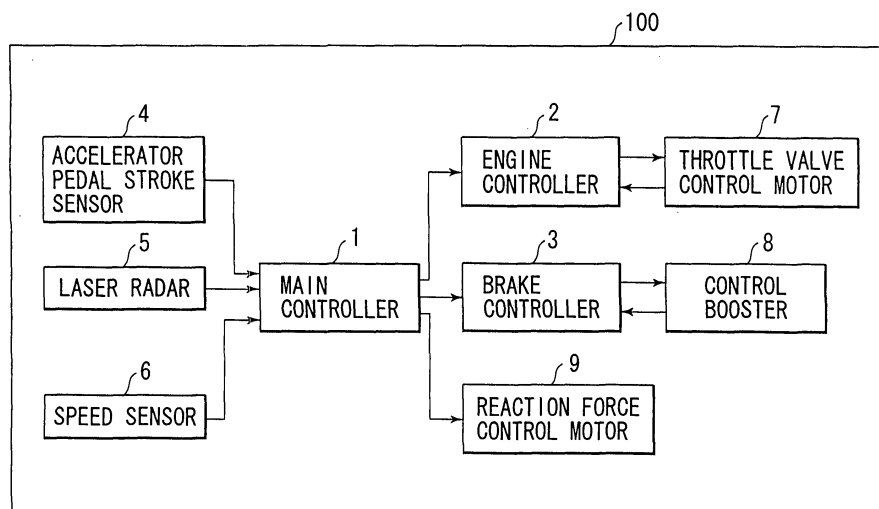 100
4
ACCELERATOR
PEDAL STROKE
SENSOR
5
LASER RADAR
6
SPEED SENSOR
1
MAIN
CONTROLLER
2
ENGINE
CONTROLLER
3
BRAKE
CONTROLLER
9
REACTION FORCE
CONTROL MOTOR
7
THROTTLE VALVE
CONTROL MOTOR
8
CONTROL
BOOSTER